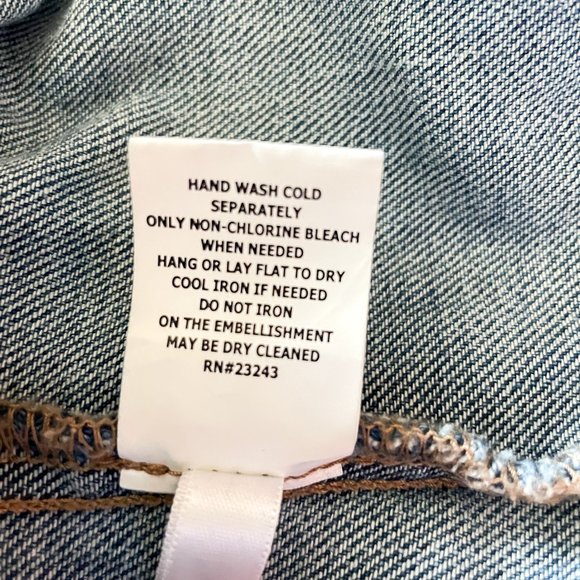 HAND WASH COLD
SEPARATELY
ONLY NON-CHLORINE BLEACH
WHEN NEEDED
HANG OR LAY FLAT TO DRY
COOL IRON IF NEEDED
DO NOT IRON
ON THE EMBELLISHMENT
MAY BE DRY CLEANED
RN#23243